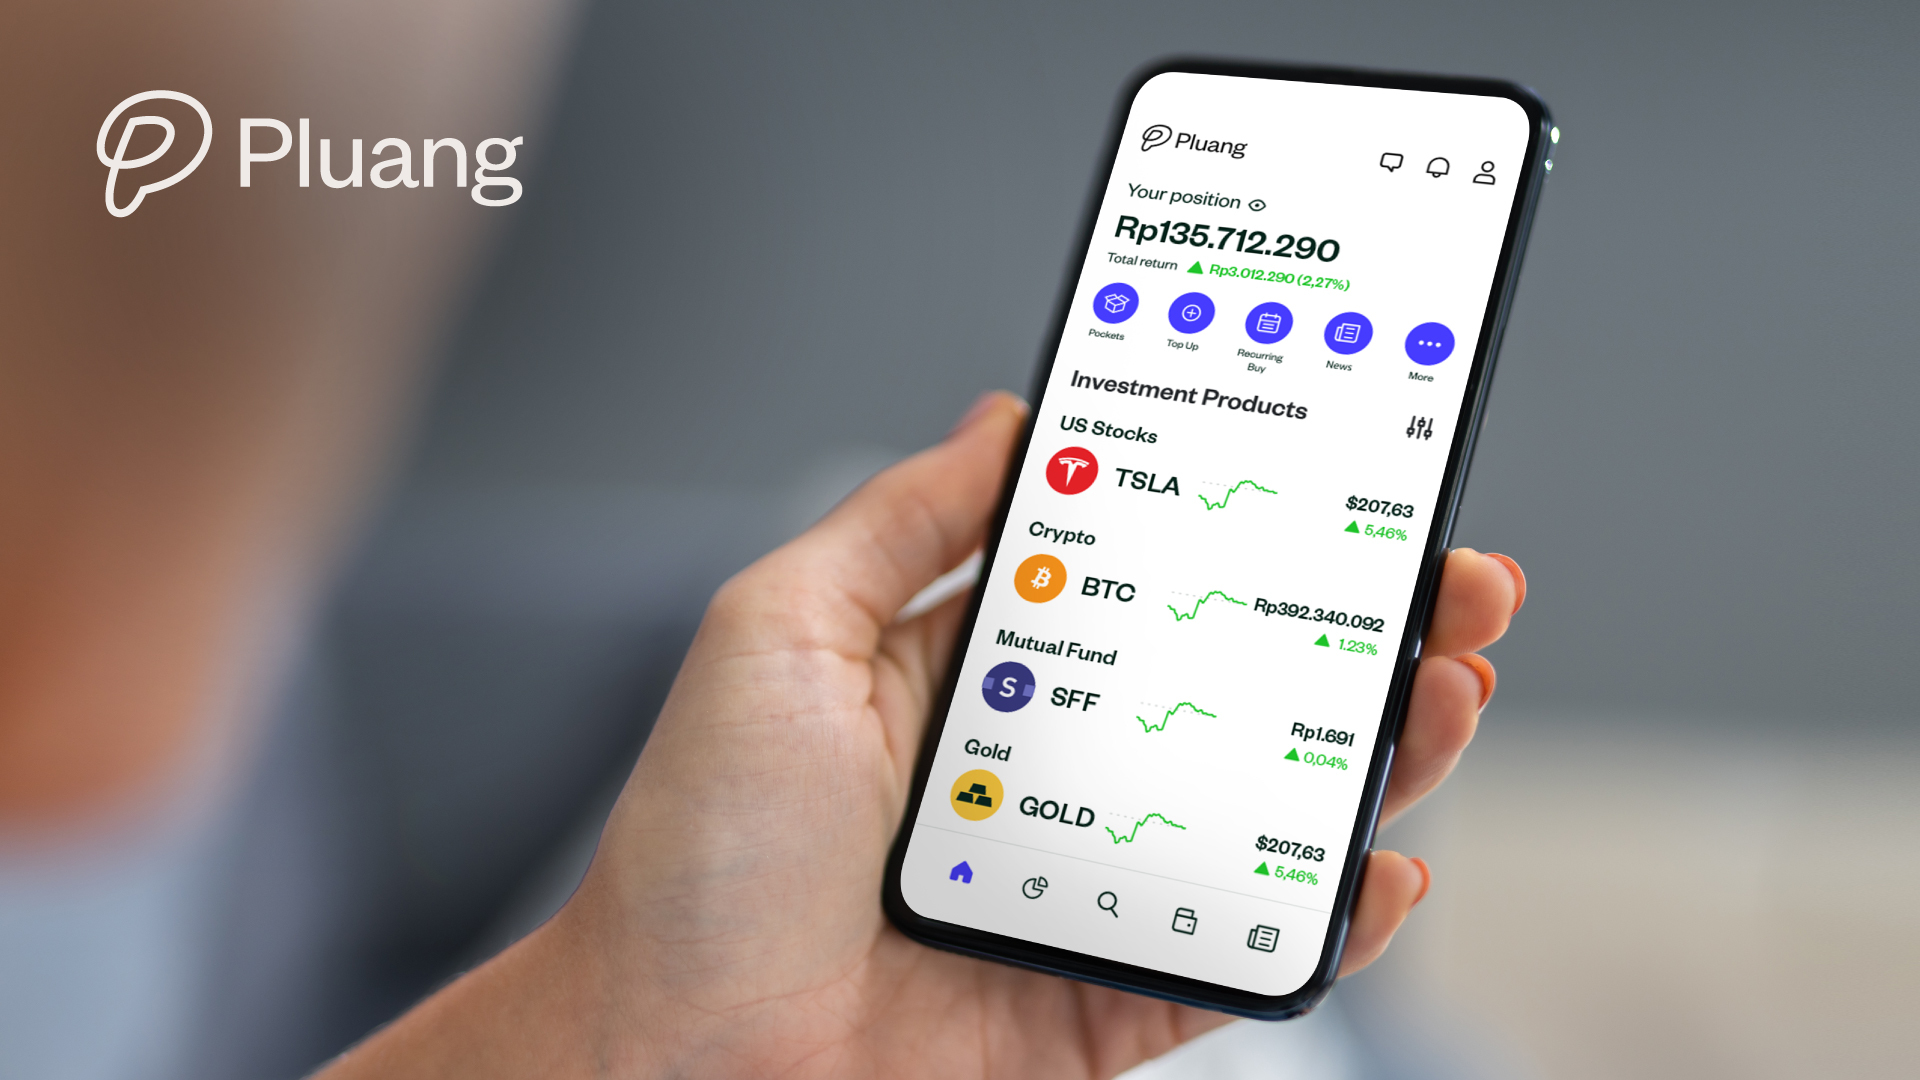 Pluang
Pluang
Your position
Rp135.712.290
Total return ▲ Rp3.012.290 (2,27%)
Pockets
Top Up
Recurring
Buy
News
More
Investment Products
US Stocks
TSLA
$207,63
▲ 5,46%
Crypto
BTC
Rp392.340.092
▲ 1.23%
Mutual Fund
S
SFF
Rp1.691
▲ 0,04%
Gold
GOLD
$207,63
▲ 5,46%